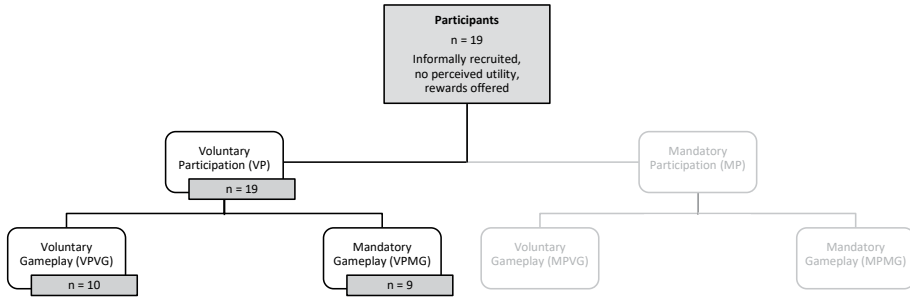 Participants
n = 19
Informally recruited,
no perceived utility,
rewards offered
Voluntary
Participation (VP)
n = 19
Mandatory
Participation (MP)
Voluntary
Gameplay (VPVG)
n = 10
Mandatory
Gameplay (VPMG)
n = 9
Voluntary
Gameplay (MPVG)
Mandatory
Gameplay (MPMG)